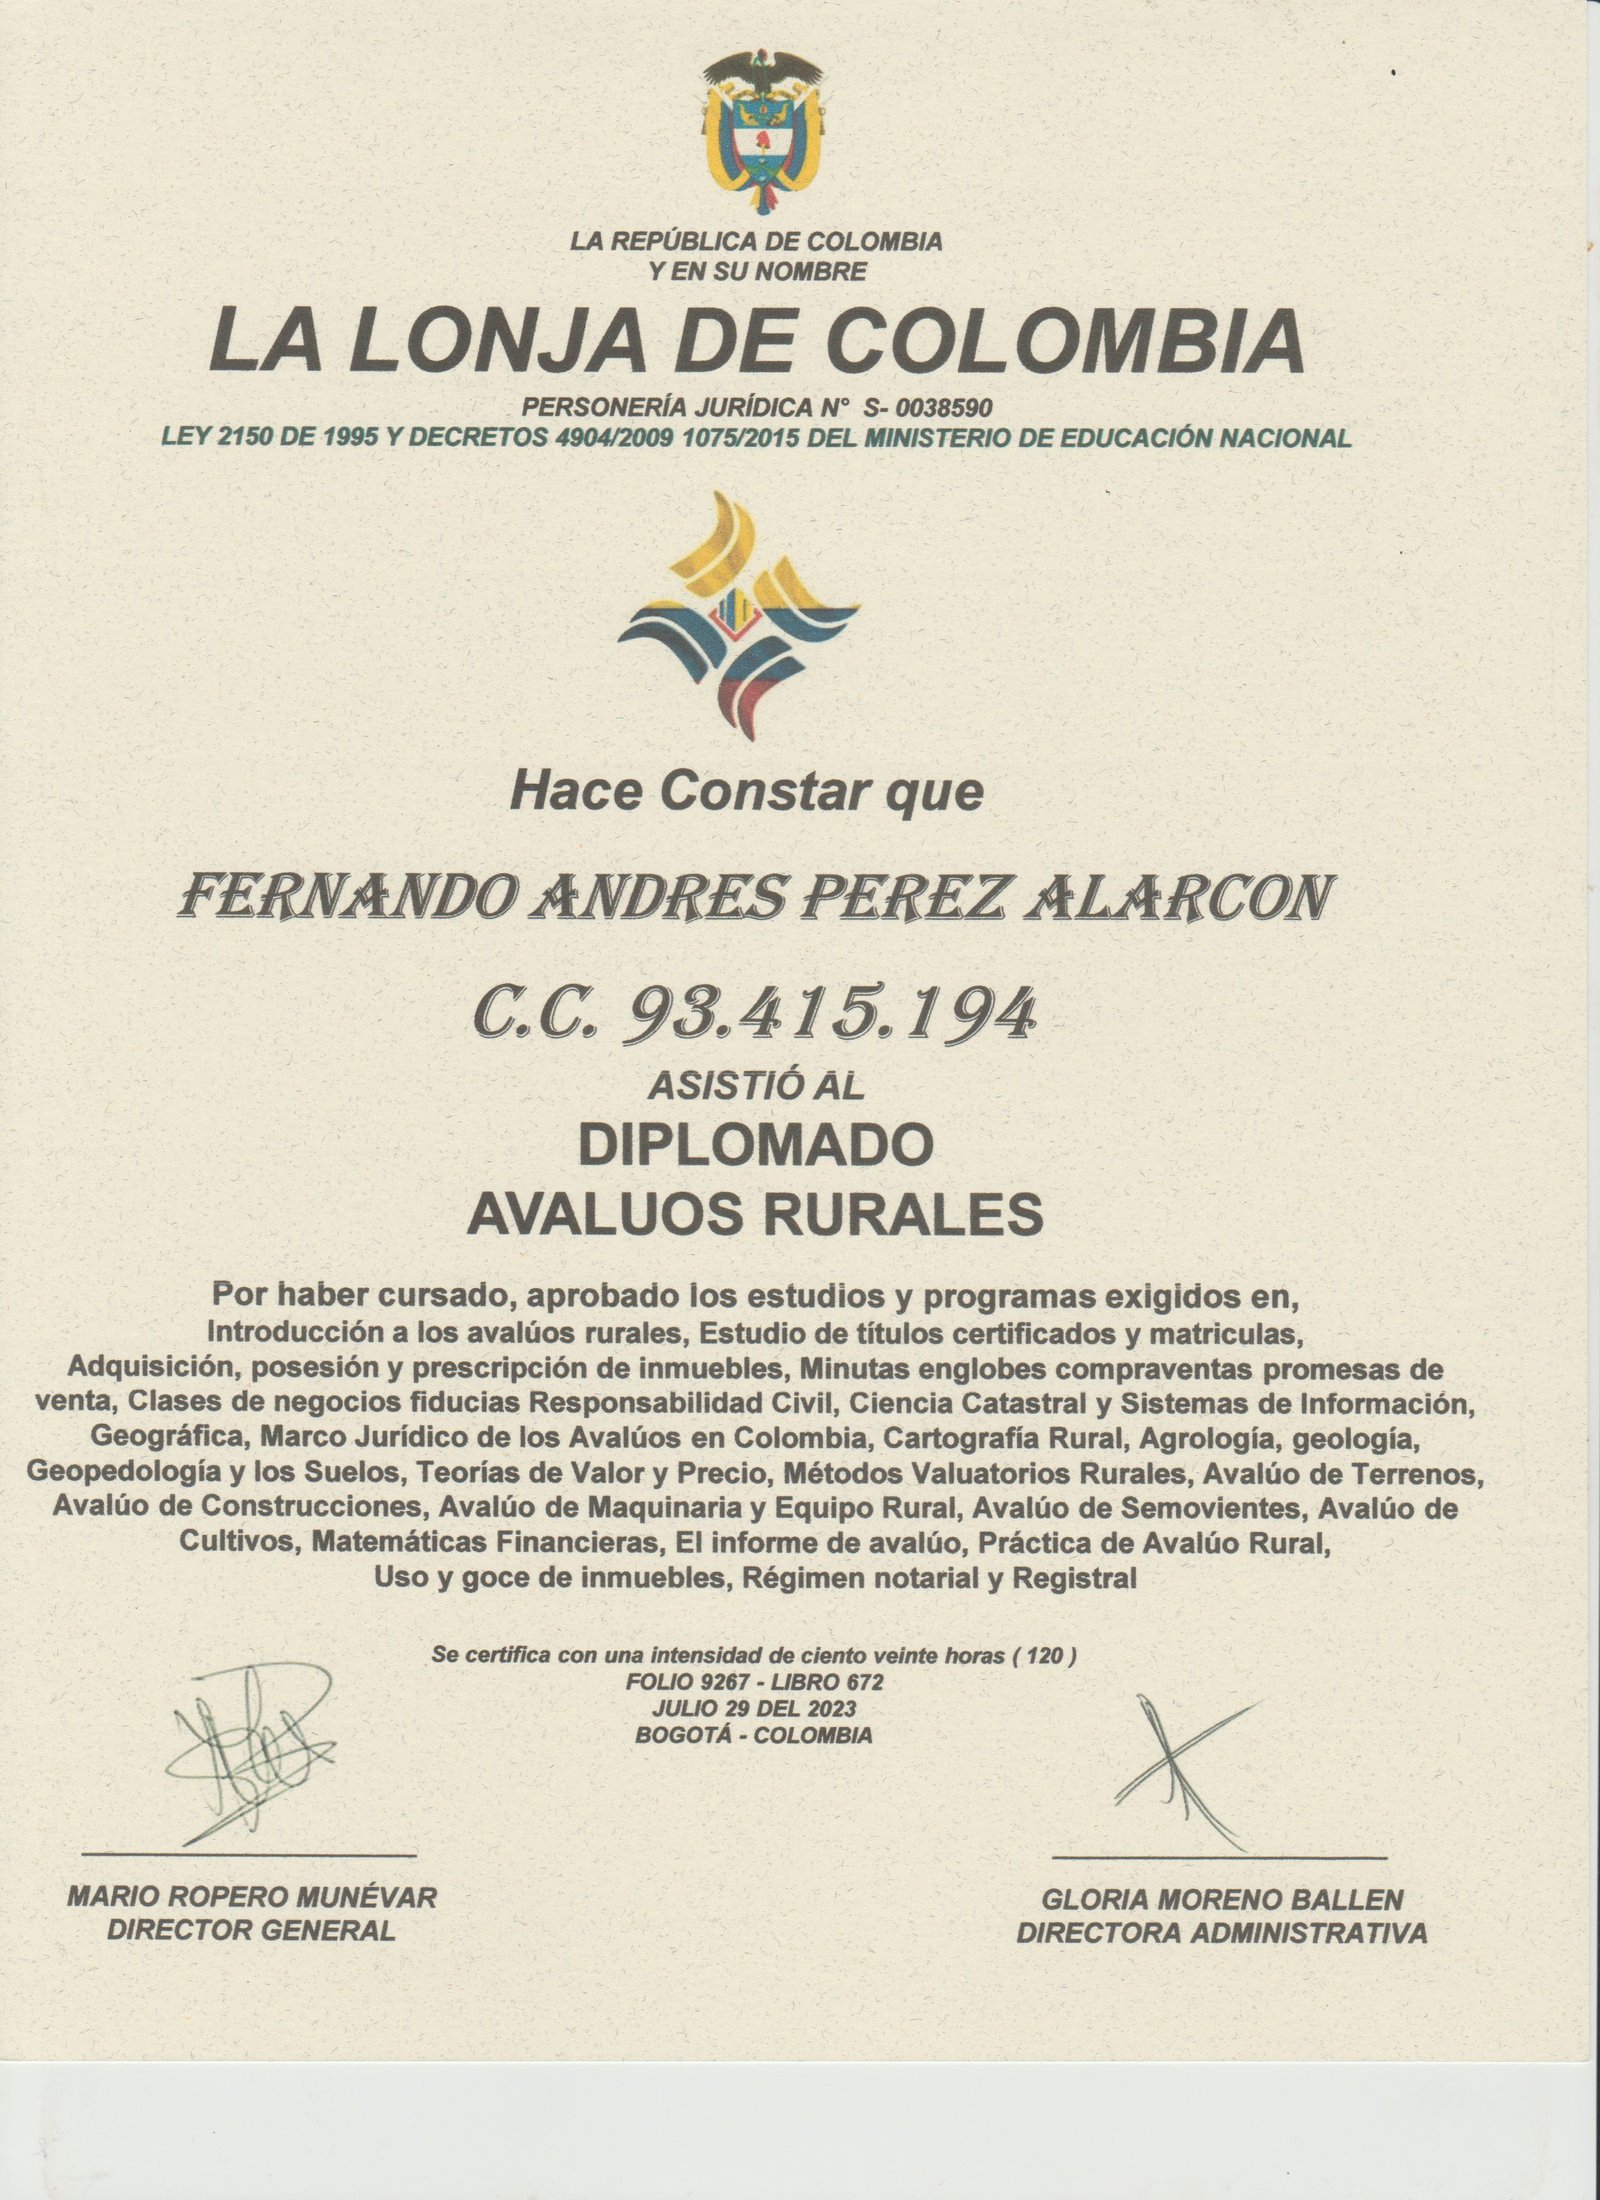 LA REPÚBLICA DE COLOMBIA
Y EN SU NOMBRE
LA LONJA DE COLOMBIA
PERSONERÍA JURÍDICA N° S- 0038590
LEY 2150 DE 1995 Y DECRETOS 4904/2009 1075/2015 DEL MINISTERIO DE EDUCACIÓN NACIONAL
Hace Constar que
FERNANDO ANDRES PEREZ ALARCON
C.C. 93.415.194
ASISTIÓ AL
DIPLOMADO
AVALUOS RURALES
Por haber cursado, aprobado los estudios y programas exigidos en,
Introducción a los avalúos rurales, Estudio de títulos certificados y matriculas,
Adquisición, posesión y prescripción de inmuebles, Minutas englobes compraventas promesas de
venta, Clases de negocios fiducias Responsabilidad Civil, Ciencia Catastral y Sistemas de Información,
Geográfica, Marco Jurídico de los Avalúos en Colombia, Cartografía Rural, Agrología, geología,
Geopedología y los Suelos, Teorías de Valor y Precio, Métodos Valuatorios Rurales, Avalúo de Terrenos,
Avalúo de Construcciones, Avalúo de Maquinaria y Equipo Rural, Avalúo de Semovientes, Avalúo de
Cultivos, Matemáticas Financieras, El informe de avalúo, Práctica de Avalúo Rural,
Uso y goce de inmuebles, Régimen notarial y Registral
Se certifica con una intensidad de ciento veinte horas ( 120 )
FOLIO 9267 - LIBRO 672
JULIO 29 DEL 2023
BOGOTÁ - COLOMBIA
MARIO ROPERO MUNÉVAR
DIRECTOR GENERAL
GLORIA MORENO BALLEN
DIRECTORA ADMINISTRATIVA